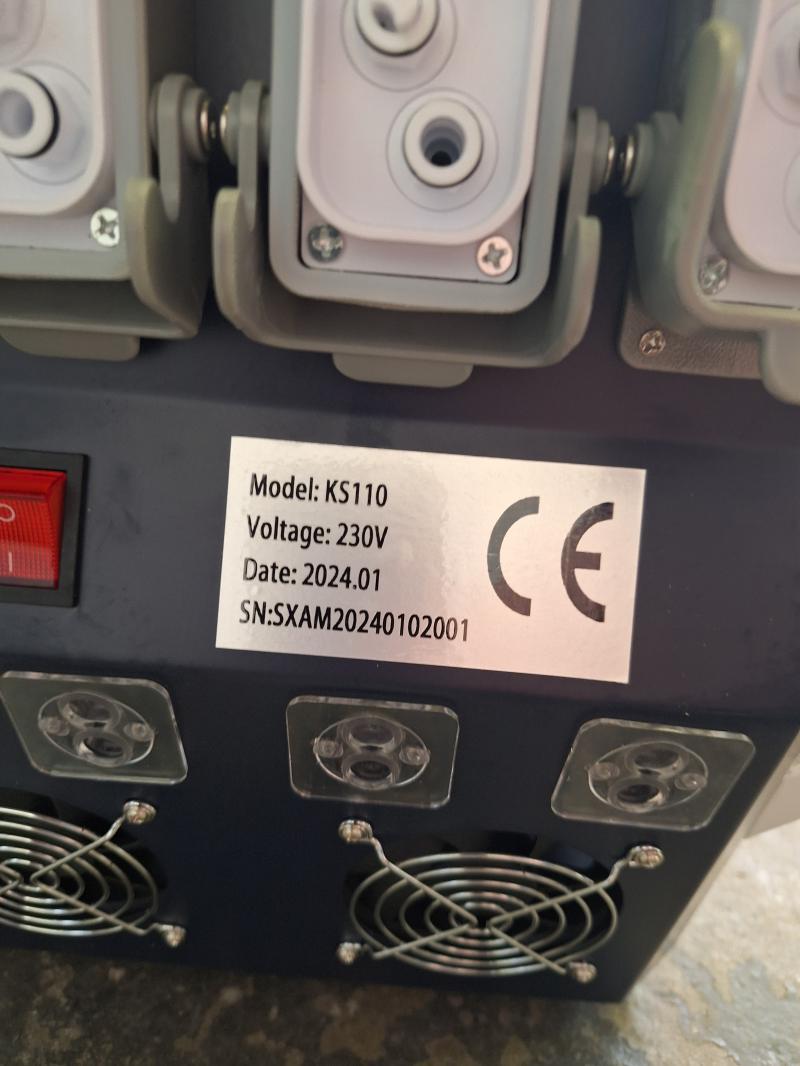 Model: KS110
Voltage: 230V
Date: 2024.01
SN:SXAM20240102001
CE